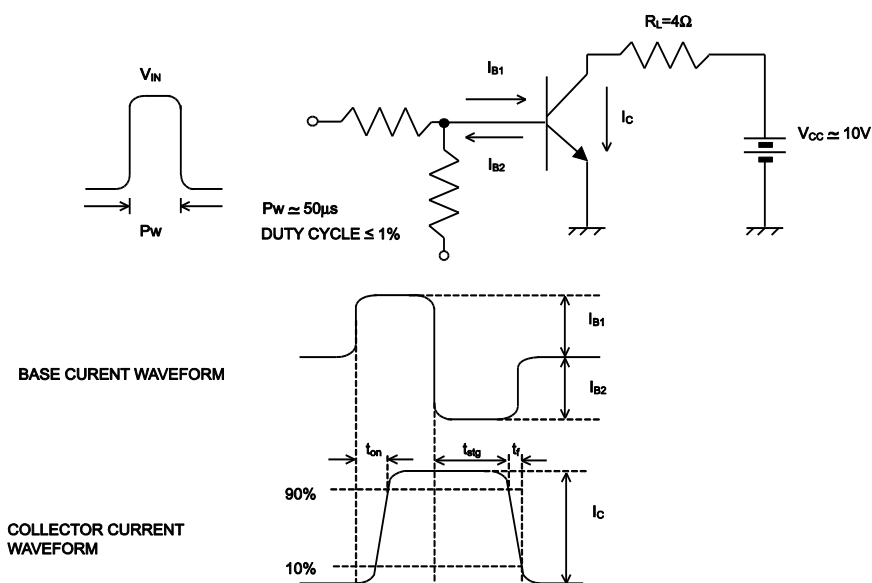 RL=4Ω
VIN
IB1
IC
VCC ≃ 10V
IB2
Pw
Pw ≃ 50µs
DUTY CYCLE ≤ 1%
IB1
BASE CURENT WAVEFORM
IB2
ton
tstg
tf
90%
IC
COLLECTOR CURRENT
WAVEFORM
10%